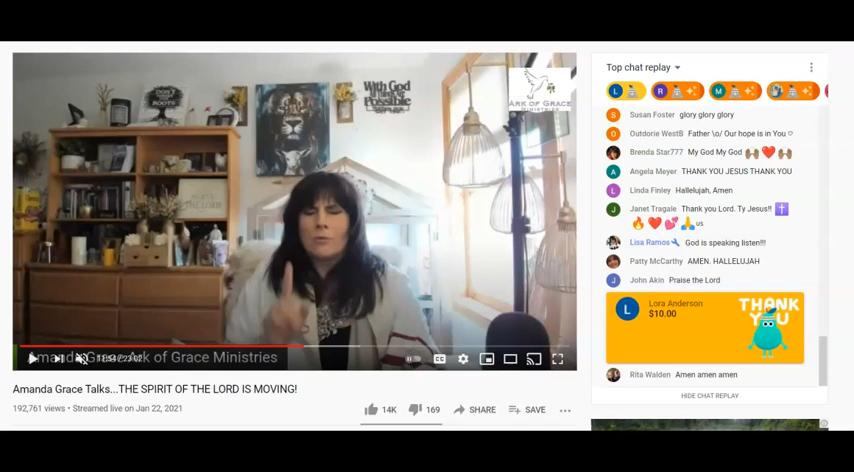 With God
Possible
ARK OF GRACE
MINISTRIES
DON'T
ROOTS
Amanda Grace Ark of Grace Ministries
Amanda Grace Talks...THE SPIRIT OF THE LORD IS MOVING!
192,761 views • Streamed live on Jan 22, 2021
14K
169
SHARE
SAVE
Top chat replay
L
R
M
S Susan Foster glory glory glory
O Outdorie WestB Father \o/ Our hope is in You ♡
Brenda Star777 My God My God 🙌🏽❤️🙌🏽
A Angela Meyer THANK YOU JESUS THANK YOU
L Linda Finley Hallelujah, Amen
J Janet Tragale Thank you Lord. Ty Jesus!! ✝️
🔥❤️💕🙏us
Lisa Ramos🔧 God is speaking listen!!!
Patty McCarthy AMEN. HALLELUJAH
J John Akin Praise the Lord
L Lora Anderson
$10.00
THANK
YOU
Rita Walden Amen amen amen
HIDE CHAT REPLAY